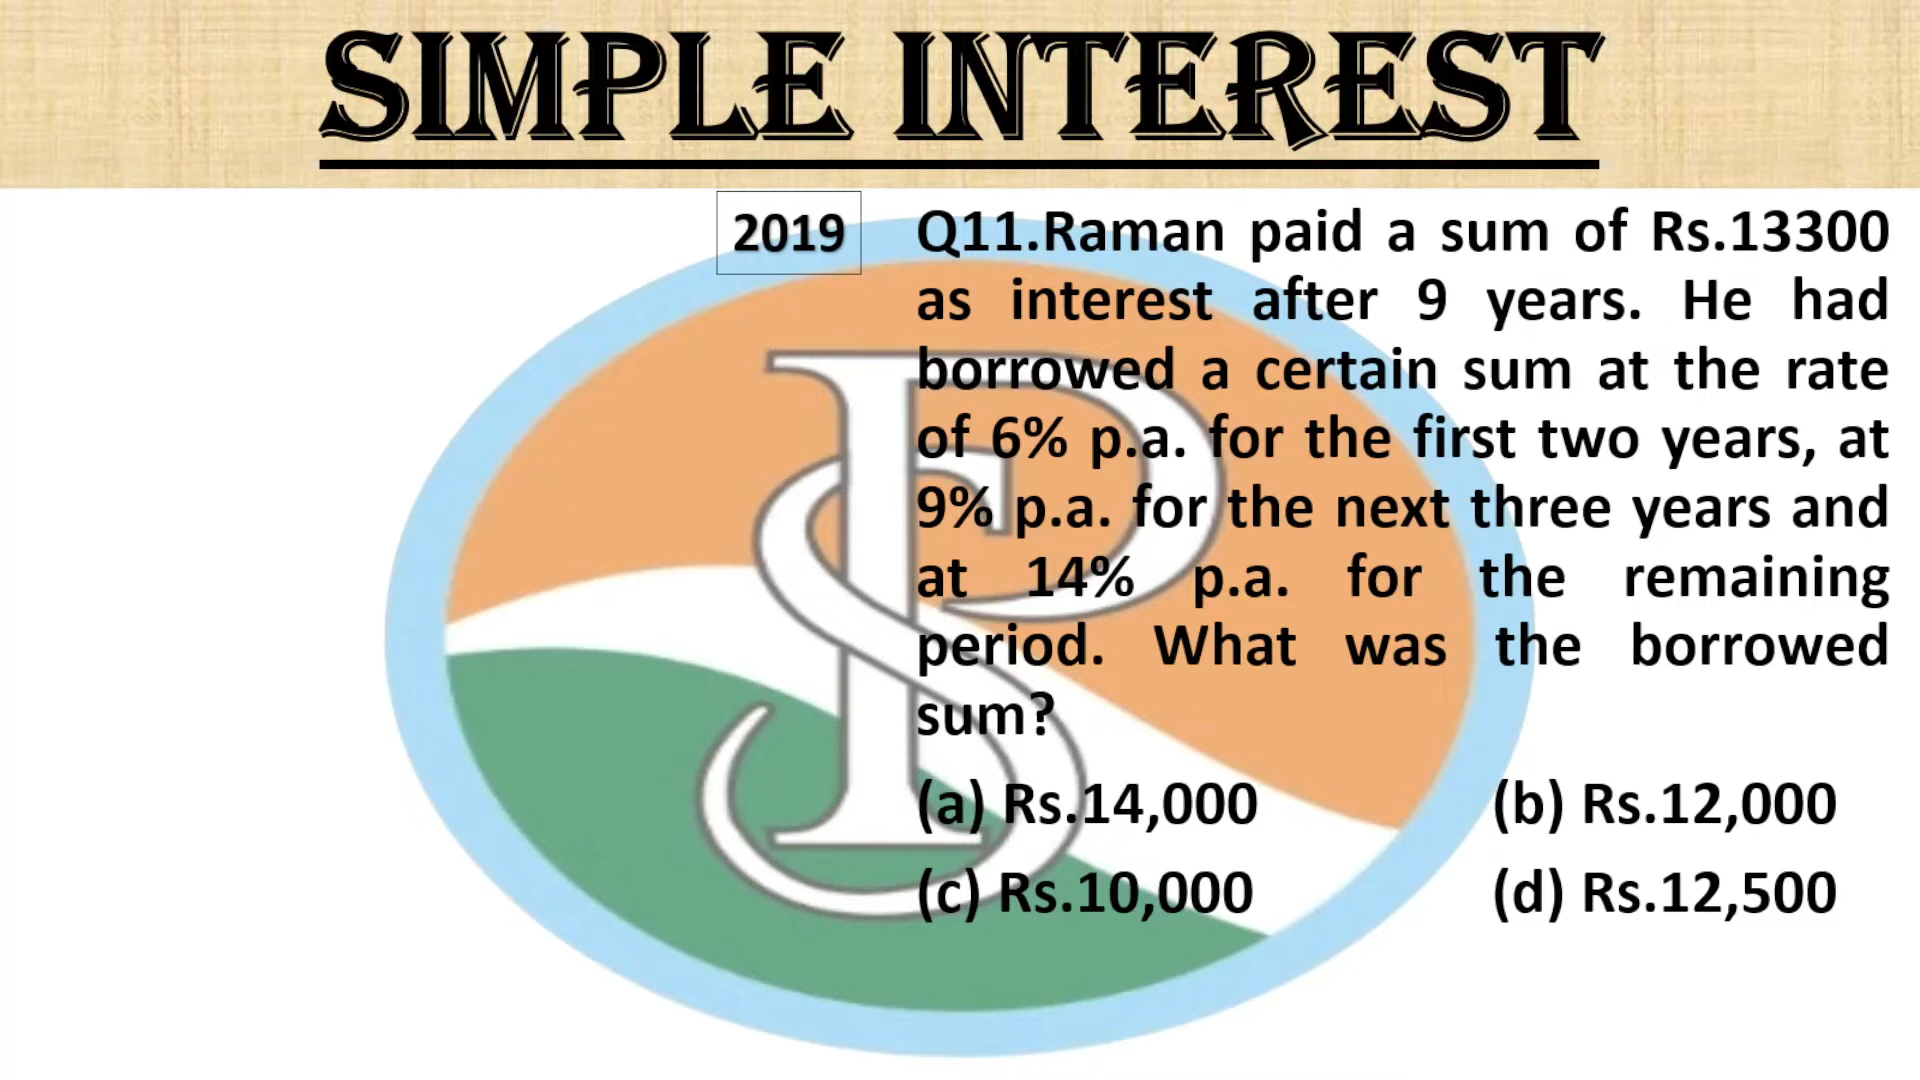 SIMPLE INTEREST
2019
Q11.Raman paid a sum of Rs.13300
as interest after 9 years. He had
borrowed a certain sum at the rate
of 6% p.a. for the first two years, at
9% p.a. for the next three years and
at 14% p.a. for the remaining
period. What was the borrowed
sum?
(a) Rs.14,000 (b) Rs.12,000
(c) Rs.10,000 (d) Rs.12,500